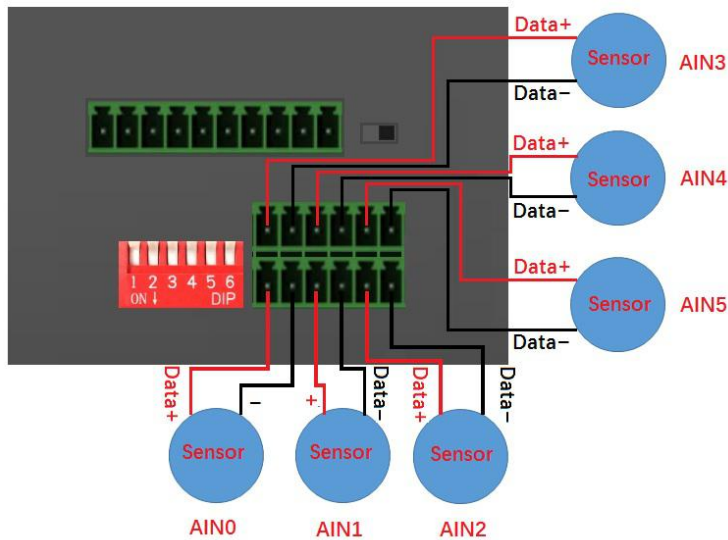 Data+
Sensor
AIN3
Data-
Data+
Sensor
AIN4
Data-
Data+
Sensor
AIN5
Data-
1 2 3 4 5 6
ON ↓ DIP
Data+
-
+
Data-
Data+
Data-
Sensor
Sensor
Sensor
AIN0
AIN1
AIN2